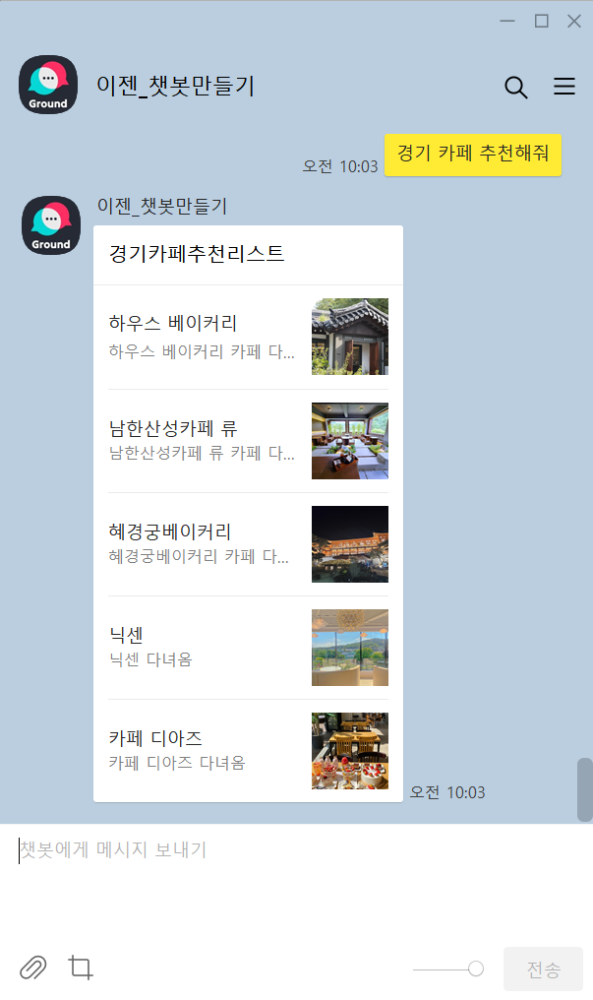 Ground
이젠_챗봇만들기
경기 카페 추천해줘
오전 10:03
Ground
이젠_챗봇만들기
경기카페추천리스트
하우스 베이커리
하우스 베이커리 카페 다...
남한산성카페 류
남한산성카페 류 카페 다...
혜경궁베이커리
혜경궁베이커리 카페 다...
닉센
닉센 다녀옴
카페 디아즈
카페 디아즈 다녀옴
오전 10:03
챗봇에게 메시지 보내기
전송